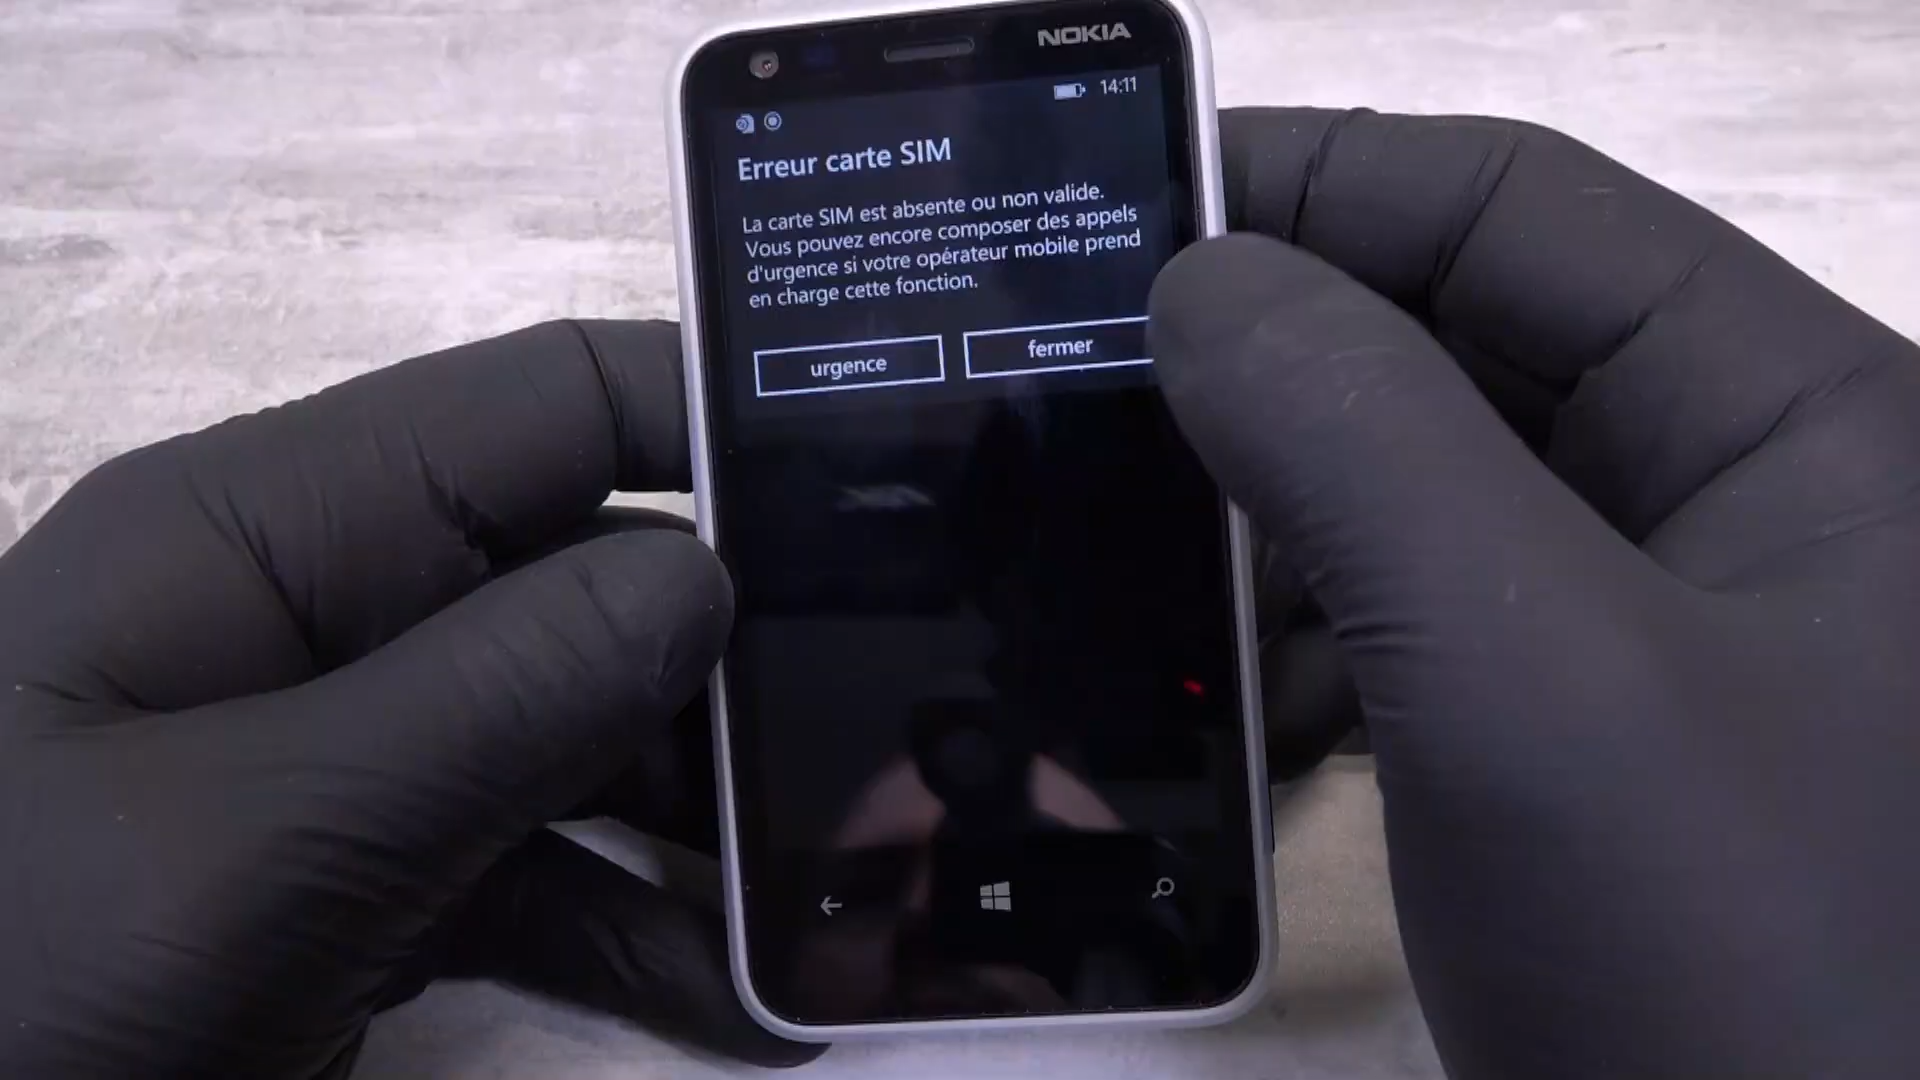 NOKIA
14:11
Erreur carte SIM
La carte SIM est absente ou non valide.
Vous pouvez encore composer des appels
d'urgence si votre opérateur mobile prend
en charge cette fonction.
urgence
fermer